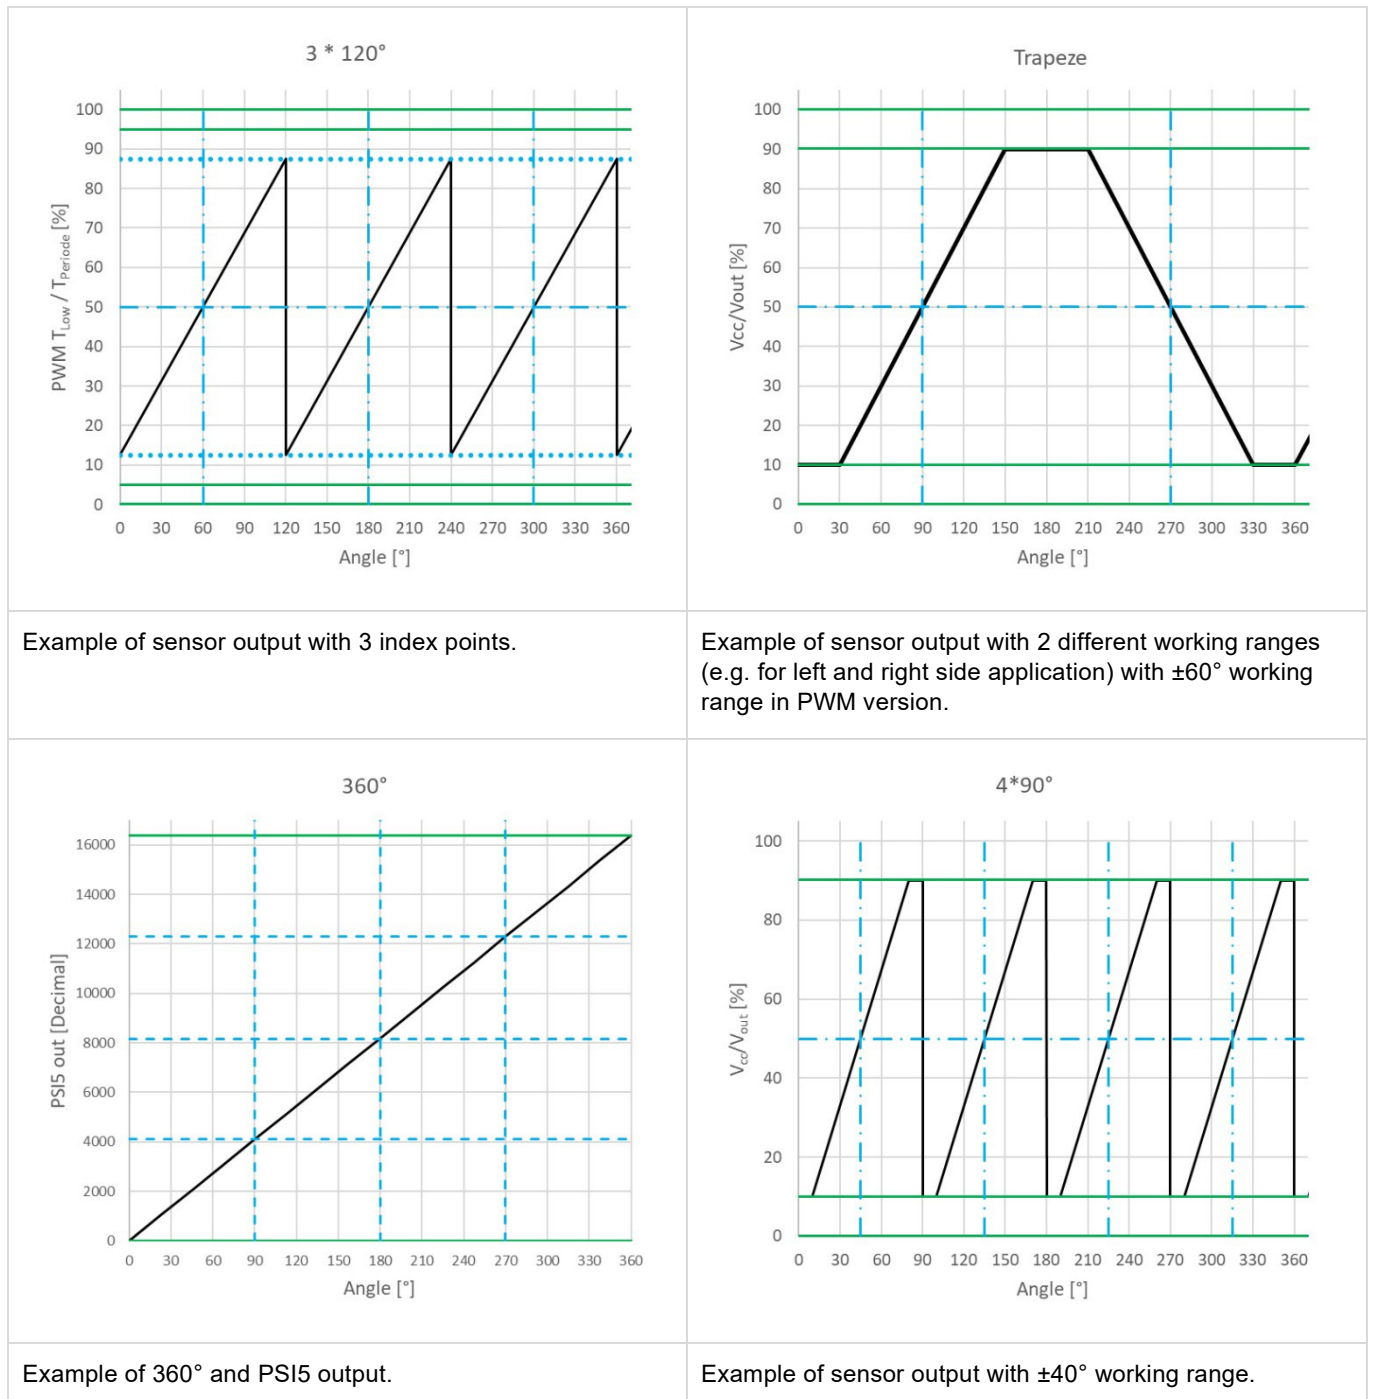 3 * 120°
100
90
80
70
60
50
40
30
20
10
0
PWM T_Low / T_Periode [%]
0 30 60 90 120 150 180 210 240 270 300 330 360
Angle [°]
Example of sensor output with 3 index points.
Trapeze
100
90
80
70
60
50
40
30
20
10
0
Vcc/Vout [%]
0 30 60 90 120 150 180 210 240 270 300 330 360
Angle [°]
Example of sensor output with 2 different working ranges
(e.g. for left and right side application) with ±60° working
range in PWM version.
360°
16000
14000
12000
10000
8000
6000
4000
2000
0
PSI5 out [Decimal]
0 30 60 90 120 150 180 210 240 270 300 330 360
Angle [°]
Example of 360° and PSI5 output.
4*90°
100
80
60
40
20
0
V_cc/V_out [%]
0 30 60 90 120 150 180 210 240 270 300 330 360
Angle [°]
Example of sensor output with ±40° working range.